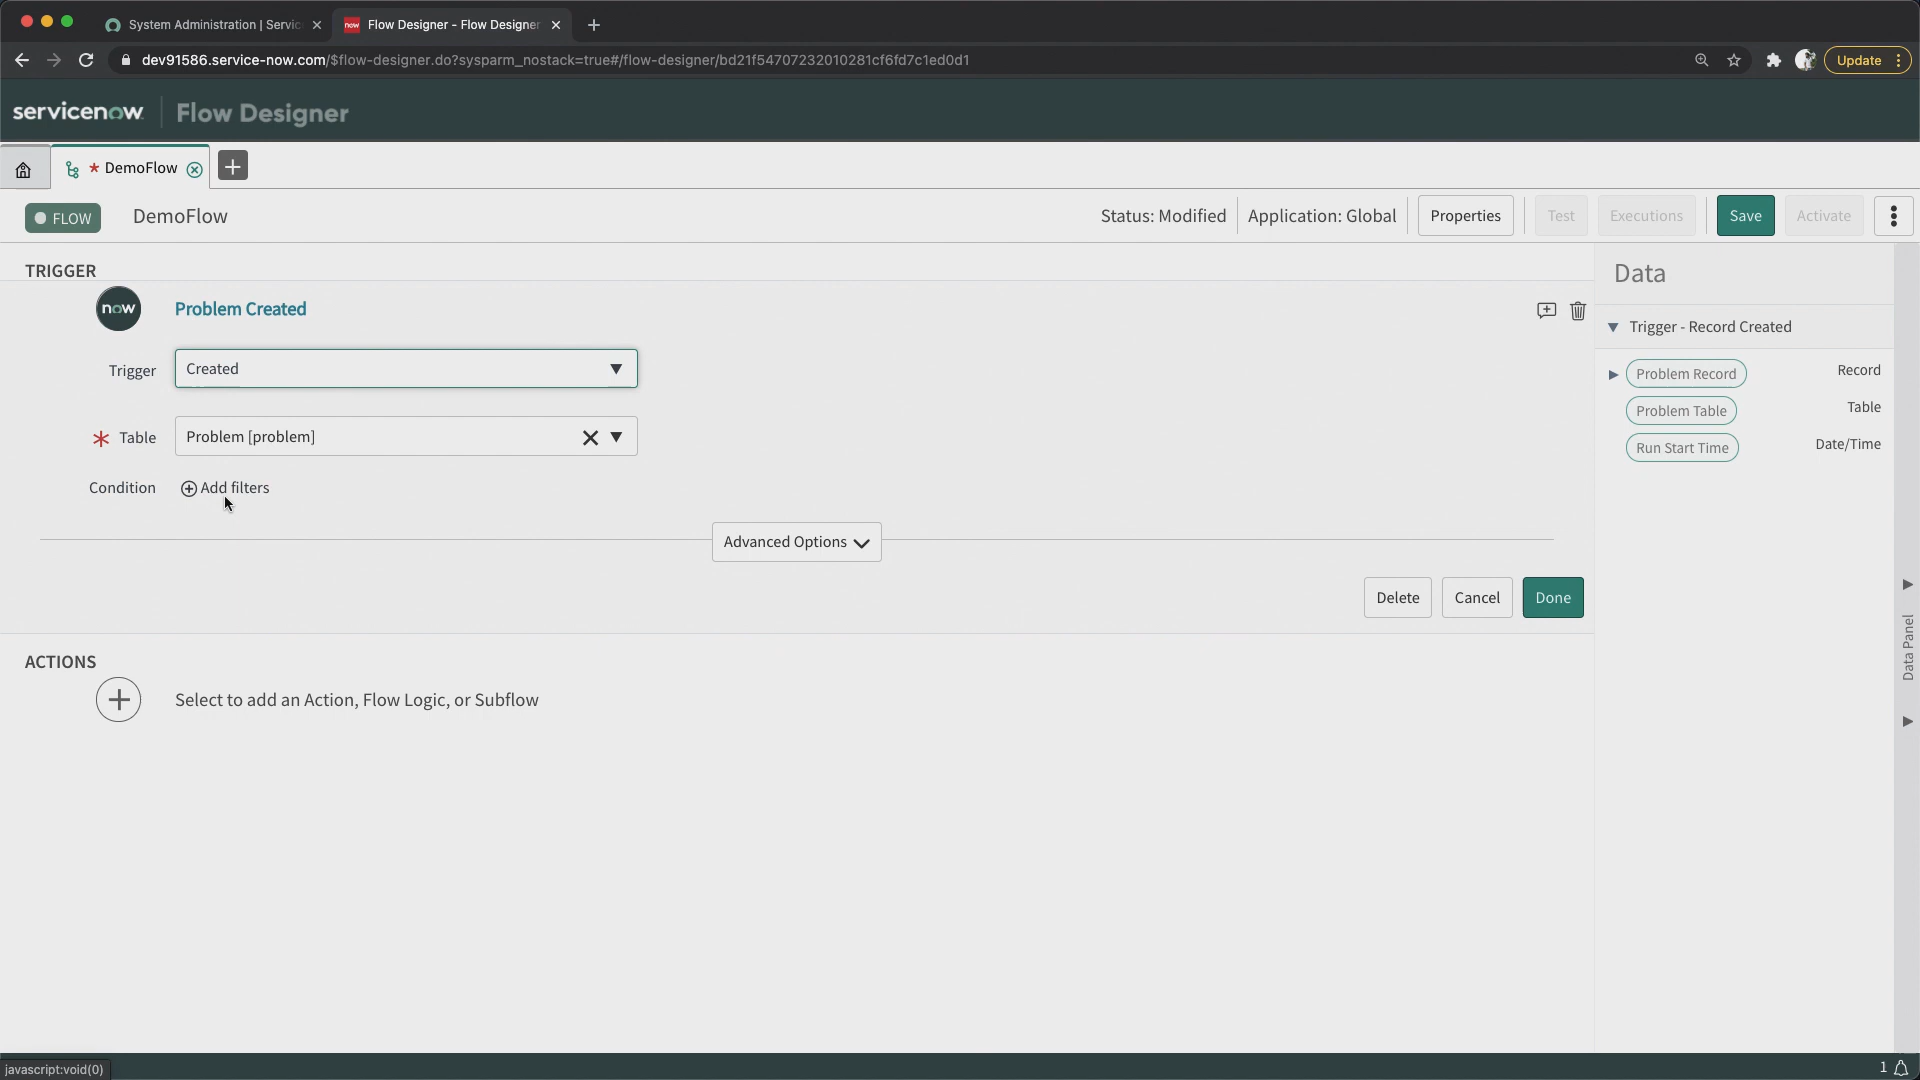 System Administration | Servic
now
Flow Designer - Flow Designer
dev91586.service-now.com/$flow-designer.do?sysparm_nostack=true#/flow-designer/bd21f54707232010281cf6fd7c1ed0d1
Update
servicenow
Flow Designer
* DemoFlow
FLOW
DemoFlow
Status: Modified
Application: Global
Properties
Test
Executions
Save
Activate
TRIGGER
now
Problem Created
Trigger
Created
* Table
Problem [problem]
Condition
Add filters
Advanced Options
Delete
Cancel
Done
ACTIONS
Select to add an Action, Flow Logic, or Subflow
Data
Trigger - Record Created
Problem Record
Record
Problem Table
Table
Run Start Time
Date/Time
Data Panel
javascript:void(0)
1